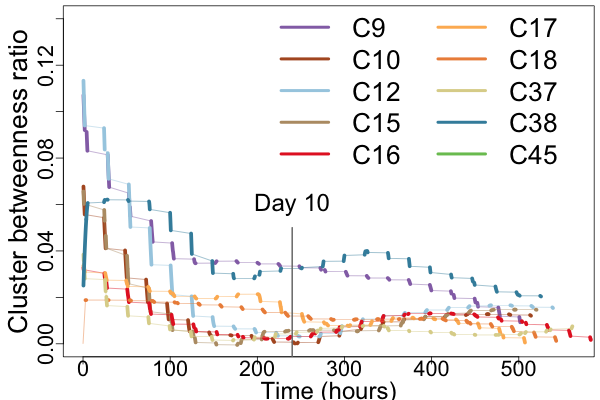 C9
C10
C12
C15
C16
C17
C18
C37
C38
C45
Day 10
Cluster betweenness ratio
0.12
0.08
0.04
0.00
0 100 200 300 400 500
Time (hours)